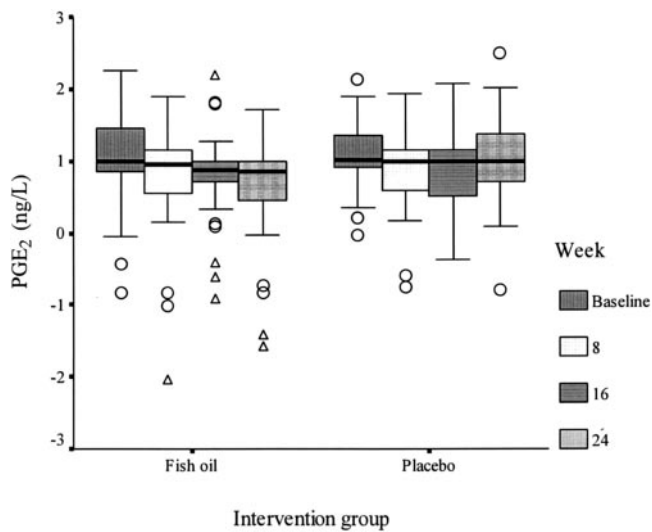 3
2
1
0
-1
-2
-3
PGE2 (ng/L)
Fish oil
Placebo
Intervention group
Week
Baseline
8
16
24